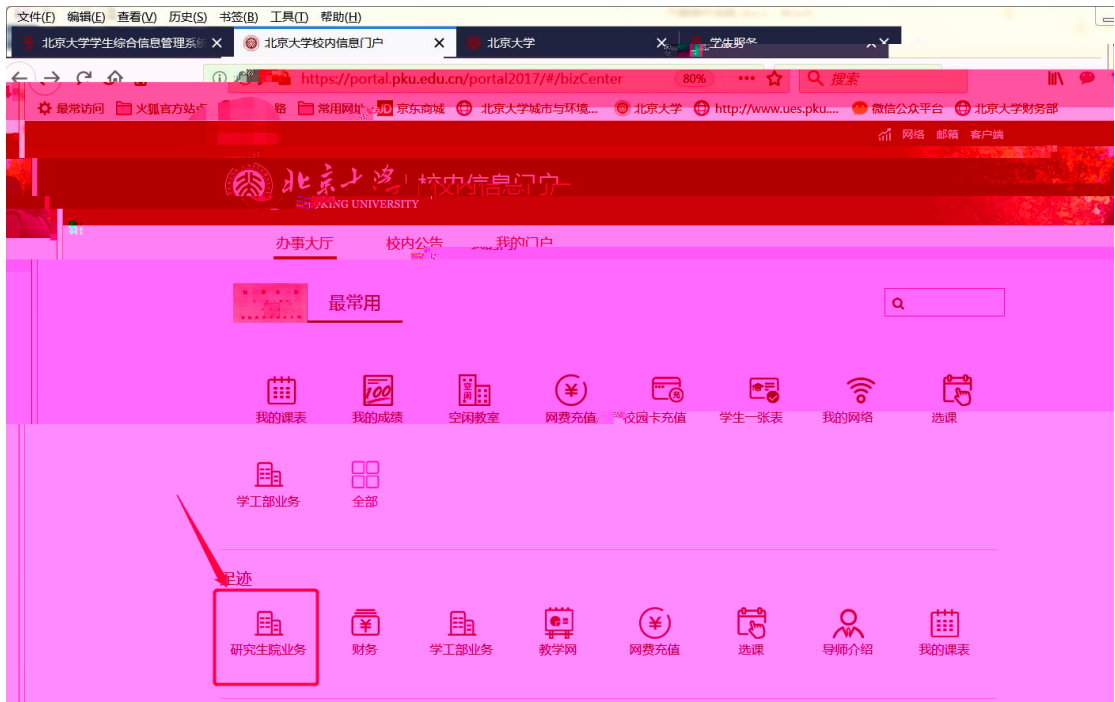 文件(F) 编辑(E) 查看(V) 历史(S) 书签(B) 工具(T) 帮助(H)
北京大学学生综合信息管理系统 北京大学校内信息门户 北京大学
https://portal.pku.edu.cn/portal2017/#/bizCenter 80% 搜索
最常访问 火狐官方站点 常用网址 JD 京东商城 北京大学城市与环境... 北京大学 http://www.ues.pku.... 微信公众平台 北京大学财务部
网络 邮箱 客户端
北京大学 校内信息门户
PEKING UNIVERSITY
办事大厅 校内公告 我的门户
最常用
我的课表 我的成绩 空闲教室 网费充值 校园卡充值 学生一张表 我的网络 选课
学工部业务 全部
足迹
研究生院业务 财务 学工部业务 教学网 网费充值 选课 导师介绍 我的课表